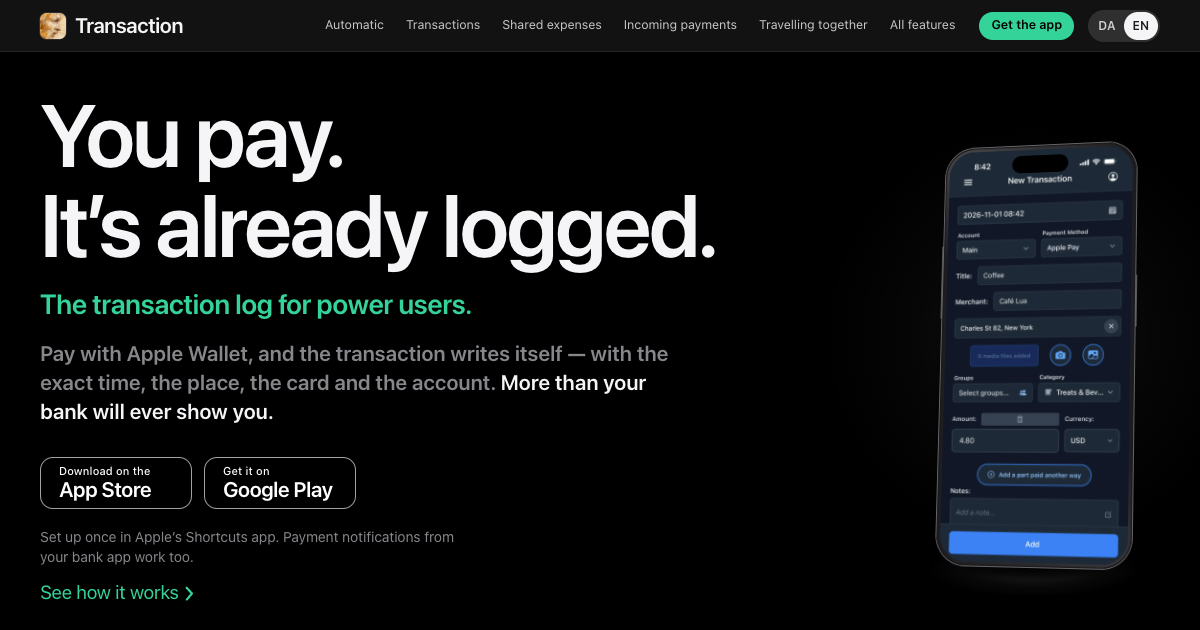 Transaction
Automatic
Transactions
Shared expenses
Incoming payments
Travelling together
All features
Get the app
DA
EN
You pay.
It's already logged.
The transaction log for power users.
Pay with Apple Wallet, and the transaction writes itself — with the
exact time, the place, the card and the account. More than your
bank will ever show you.
Download on the
App Store
Get it on
Google Play
Set up once in Apple's Shortcuts app. Payment notifications from
your bank app work too.
See how it works
8:42
New Transaction
2026-11-01 08:42
Account
Payment Method
Main
Apple Pay
Title:
Coffee
Merchant:
Café Lua
Charles St 82, New York
0 media files added
Groups
Category
Select groups...
Treats & Bev...
Amount:
Currency:
4.80
USD
Add a part paid another way
Notes:
Add a note...
Add